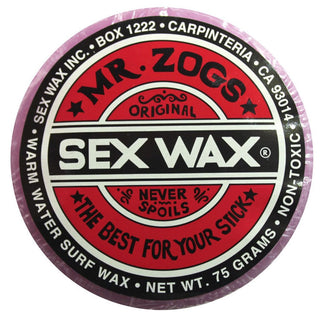 • SEX WAX INC. • BOX 1222 • CARPINTERIA • CA 93014 •
★ MR. ZOGS ★
ORIGINAL
SEX WAX®
NEVER
SPOILS
★ THE BEST FOR YOUR STICK ★
WARM WATER SURF WAX • NET WT. 75 GRAMS • NON-TOXIC